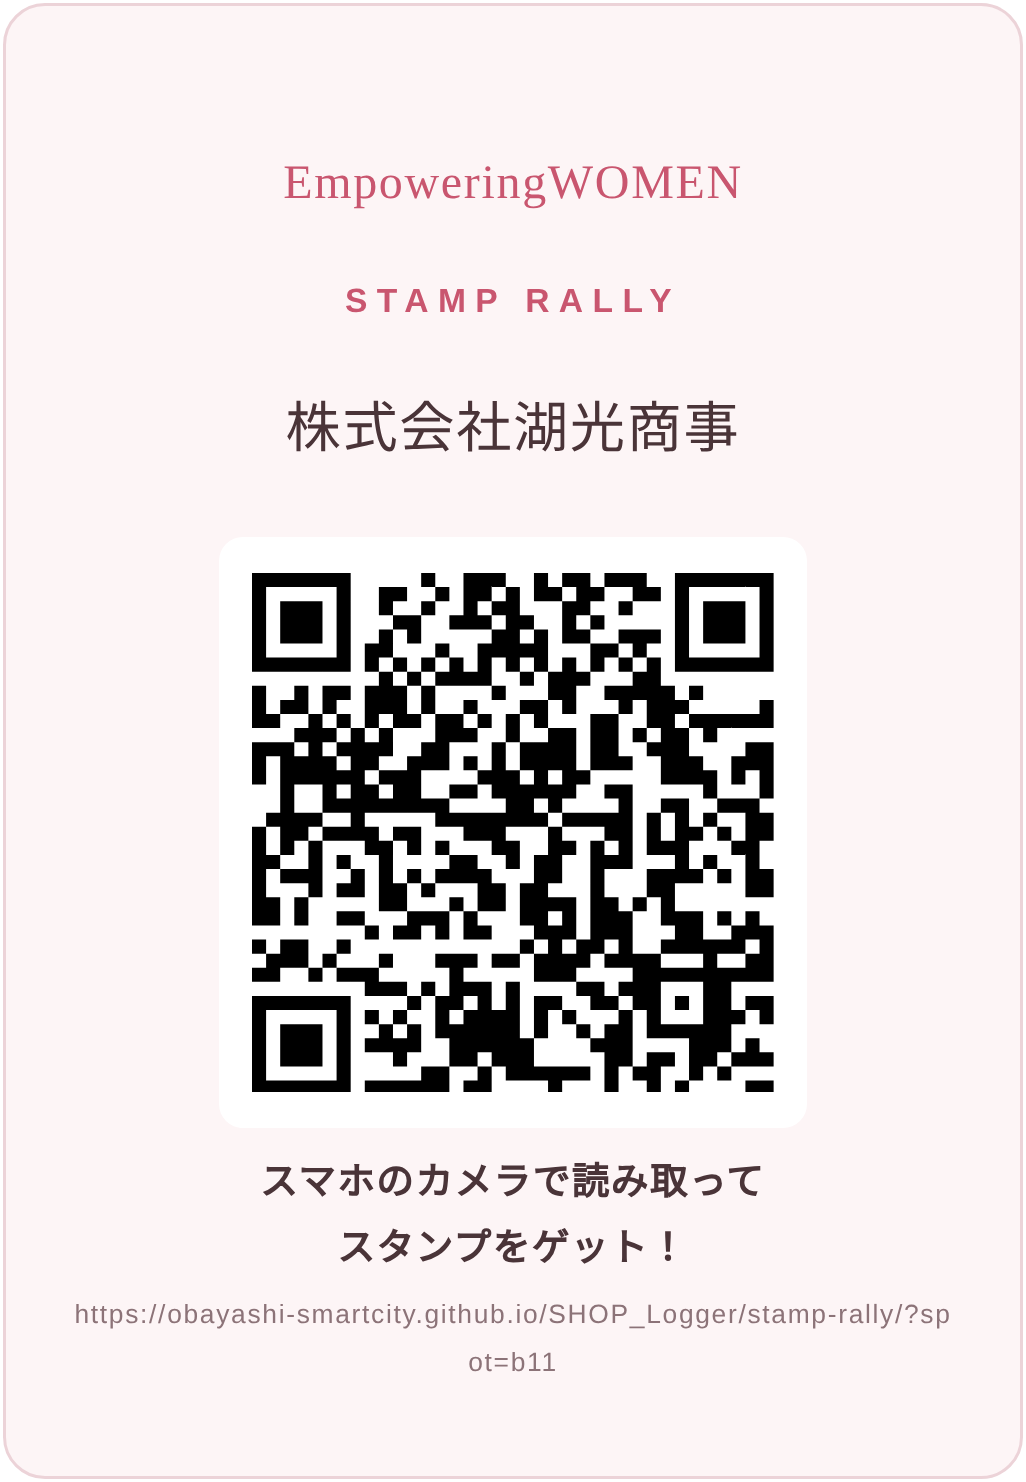 EmpoweringWOMEN
STAMP RALLY
株式会社湖光商事
スマホのカメラで読み取って
スタンプをゲット！
https://obayashi-smartcity.github.io/SHOP_Logger/stamp-rally/?sp
ot=b11